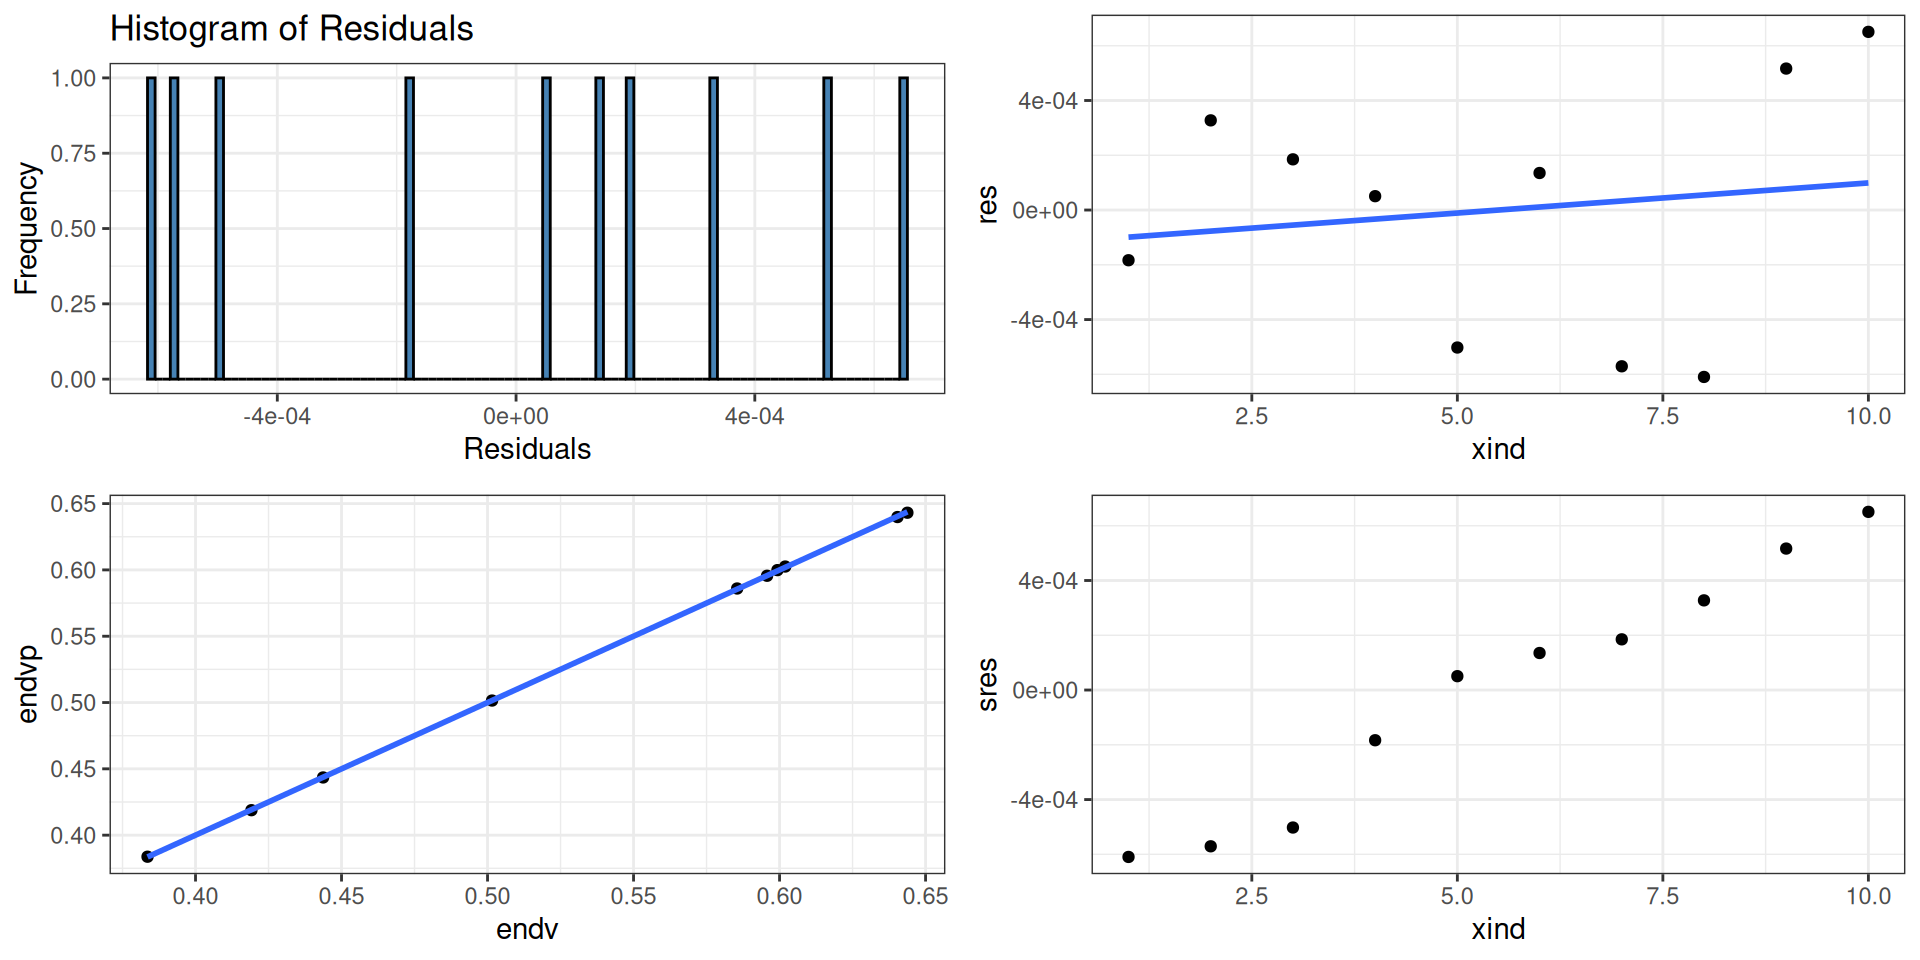 Histogram of Residuals
1.00
0.75
0.50
0.25
0.00
Frequency
-4e-04 0e+00 4e-04
Residuals
4e-04
0e+00
-4e-04
res
2.5 5.0 7.5 10.0
xind
0.65
0.60
0.55
0.50
0.45
0.40
endvp
0.40 0.45 0.50 0.55 0.60 0.65
endv
4e-04
0e+00
-4e-04
sres
2.5 5.0 7.5 10.0
xind